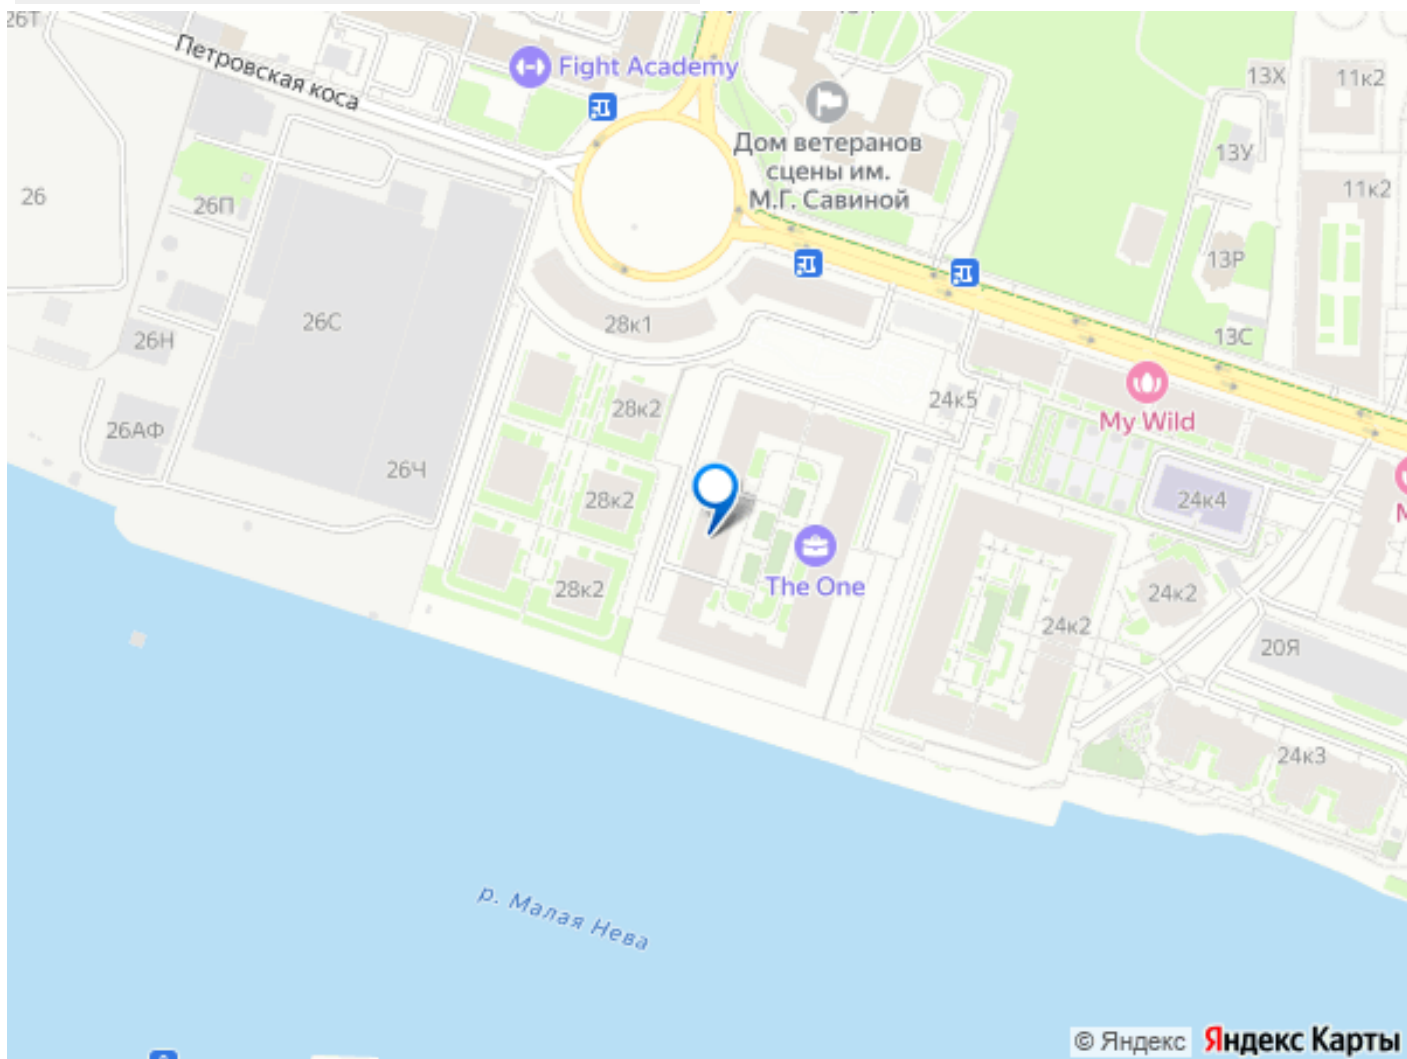 26Т
Петровская коса
Fight Academy
Дом ветеранов
сцены им.
М.Г. Савиной
13Х
11к2
13У
11к2
26
26П
13Р
26С
28к1
26Н
13С
28к2
24к5
My Wild
26АФ
26Ч
28к2
24к4
The One
28к2
24к2
24к2
20Я
24к3
р. Малая Нева
© Яндекс
Яндекс Карты